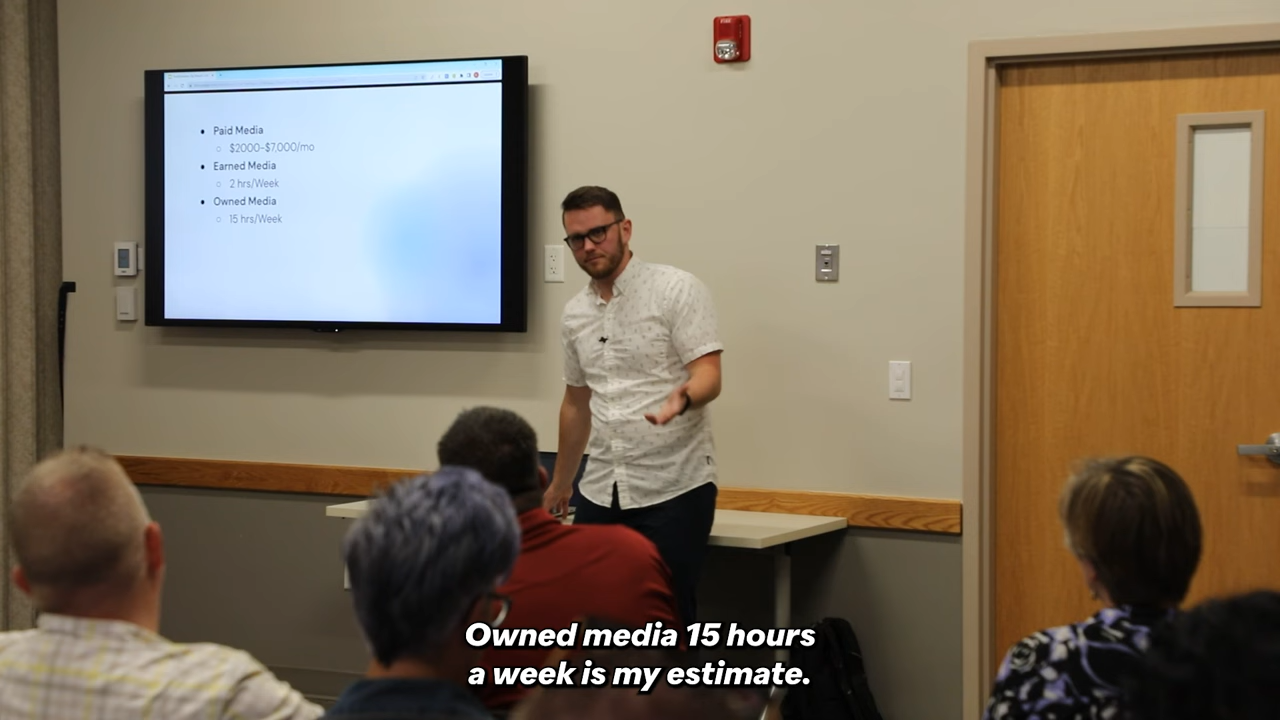 Paid Media
$2000-$7,000/mo
Earned Media
2 hrs/Week
Owned Media
15 hrs/Week
FIRE
Owned media 15 hours
a week is my estimate.